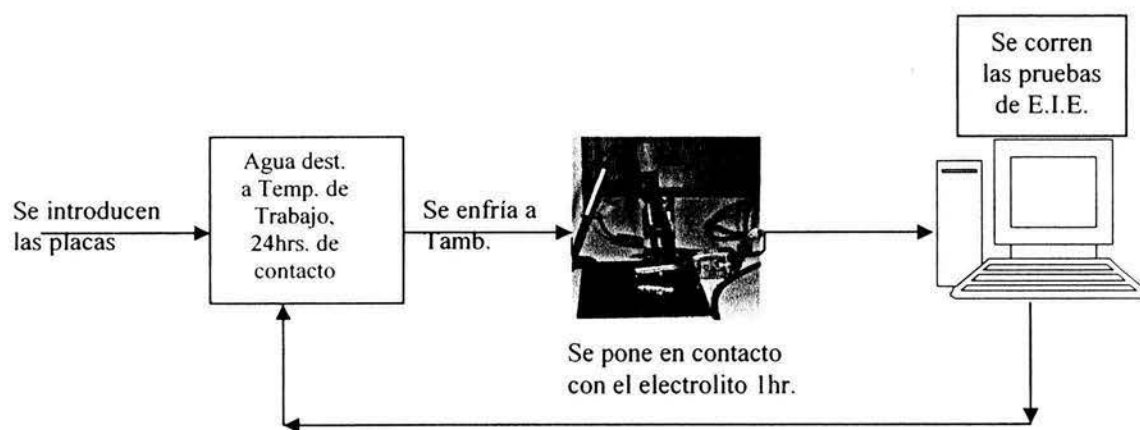 Se corren
las pruebas
de E.I.E.
Agua dest.
a Temp. de
Trabajo,
24hrs. de
contacto
Se introducen
las placas
Se enfría a
Tamb.
Se pone en contacto
con el electrolito 1hr.